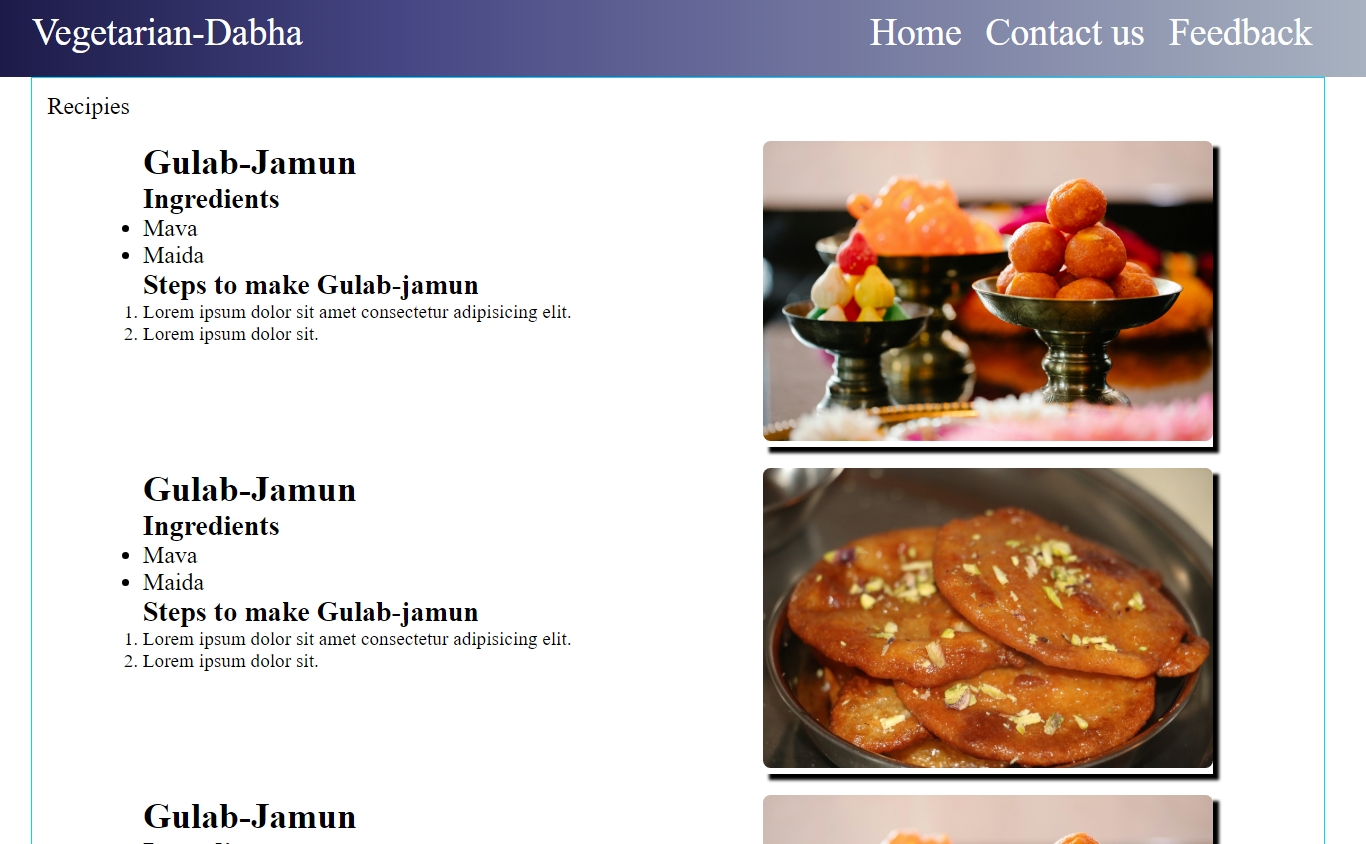 Vegetarian-Dabha
Home Contact us Feedback
Recipies
Gulab-Jamun
Ingredients
Mava
Maida
Steps to make Gulab-jamun
1. Lorem ipsum dolor sit amet consectetur adipisicing elit.
2. Lorem ipsum dolor sit.
Gulab-Jamun
Ingredients
Mava
Maida
Steps to make Gulab-jamun
1. Lorem ipsum dolor sit amet consectetur adipisicing elit.
2. Lorem ipsum dolor sit.
Gulab-Jamun